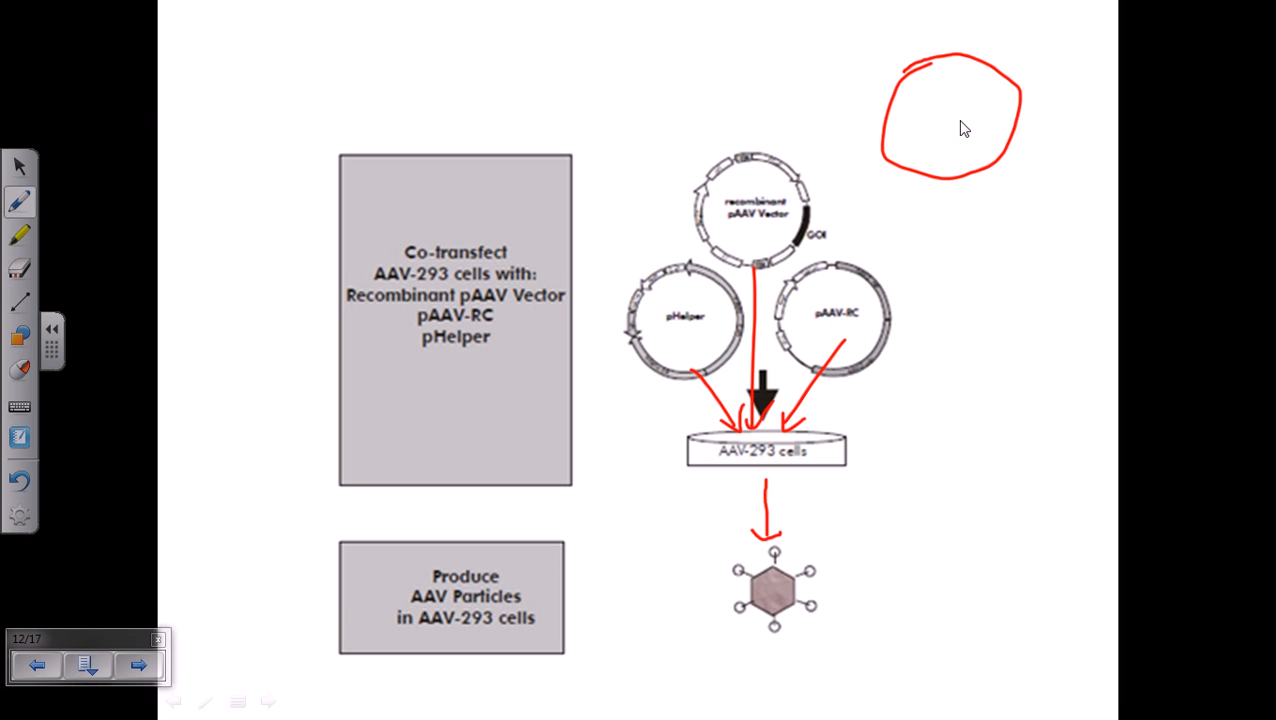 Co-transfect
AAV-293 cells with:
Recombinant pAAV Vector
pAAV-RC
pHelper
recombinant
pAAV Vector
GOI
pHelper
pAAV-RC
AAV-293 cells
Produce
AAV Particles
in AAV-293 cells
12/17